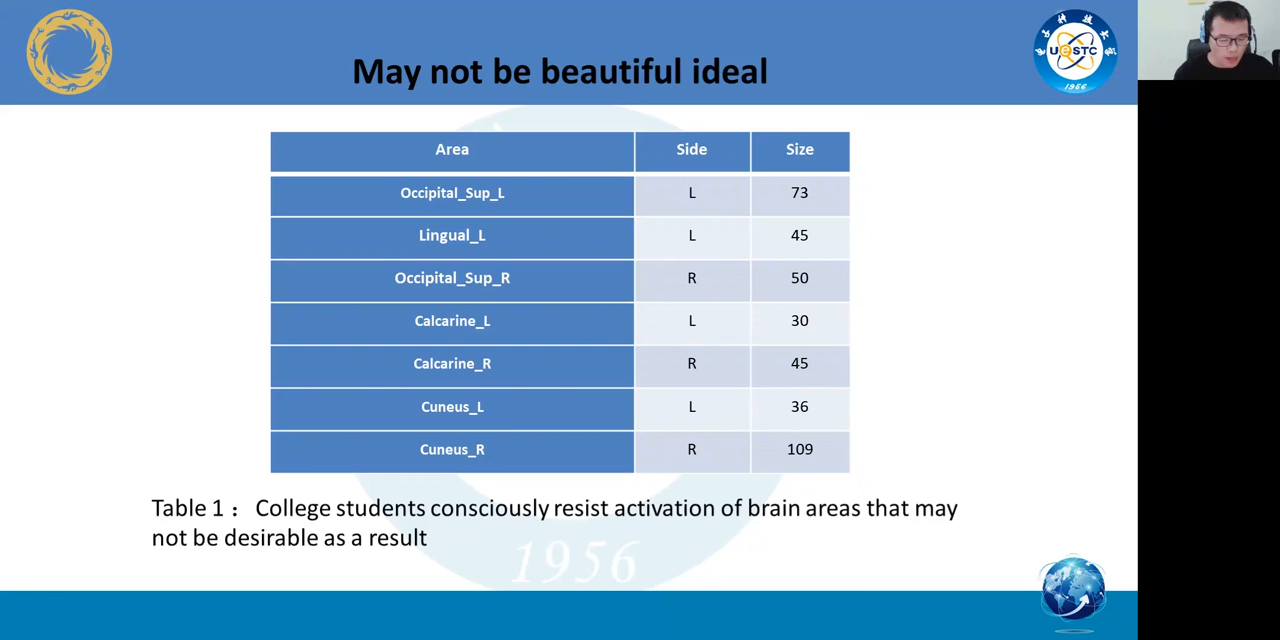 May not be beautiful ideal
UeSTC
1956
Area Side Size
Occipital_Sup_L L 73
Lingual_L L 45
Occipital_Sup_R R 50
Calcarine_L L 30
Calcarine_R R 45
Cuneus_L L 36
Cuneus_R R 109
Table 1： College students consciously resist activation of brain areas that may
not be desirable as a result
1956